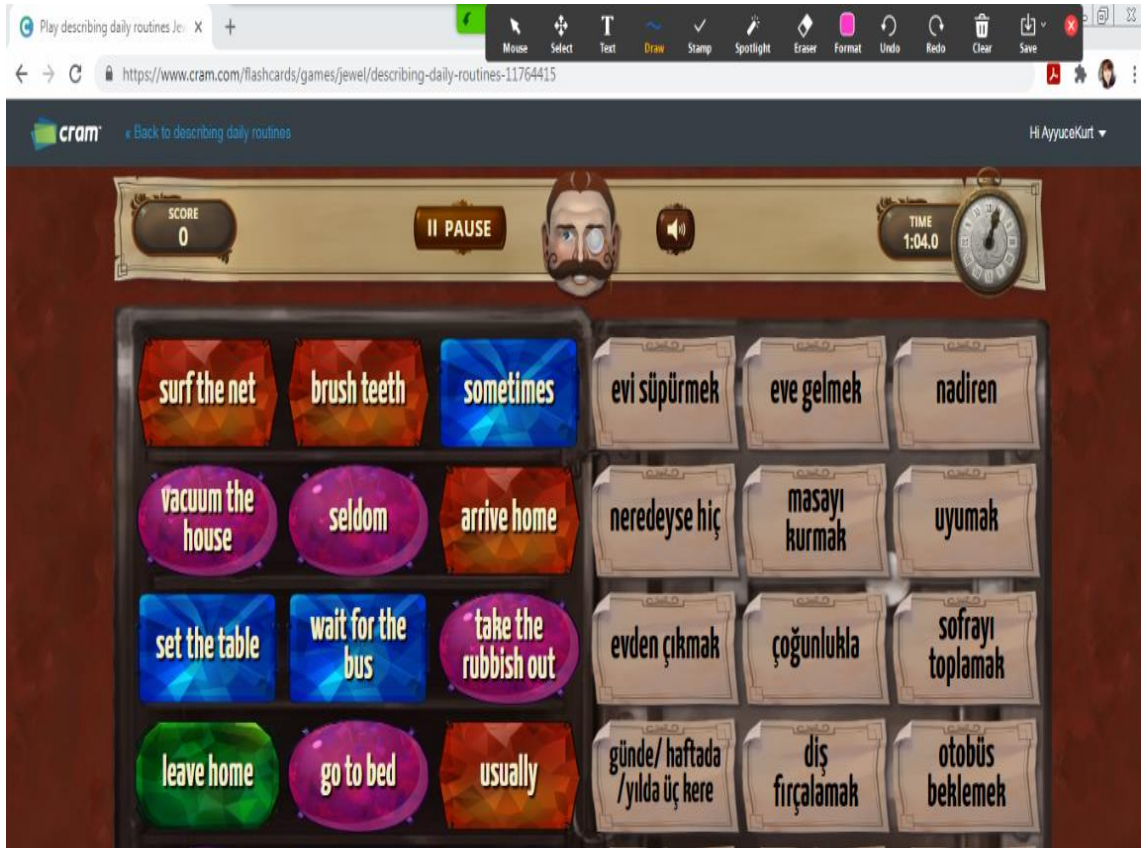 Play describing daily routines Je
Mouse Select Text Draw Stamp Spotlight Eraser Format Undo Redo Clear Save
https://www.cram.com/flashcards/games/jewel/describing-daily-routines-11764415
cram
« Back to describing daily routines
Hi AyyuceKurt
SCORE
0
PAUSE
TIME
1:04.0
surf the net
brush teeth
sometimes
evi süpürmek
eve gelmek
nadiren
vacuum the
house
seldom
arrive home
neredeyse hiç
masayı
kurmak
uyumak
set the table
wait for the
bus
take the
rubbish out
evden çıkmak
çoğunlukla
sofrayı
toplamak
leave home
go to bed
usually
günde/ haftada
/yılda üç kere
diş
fırçalamak
otobüs
beklemek